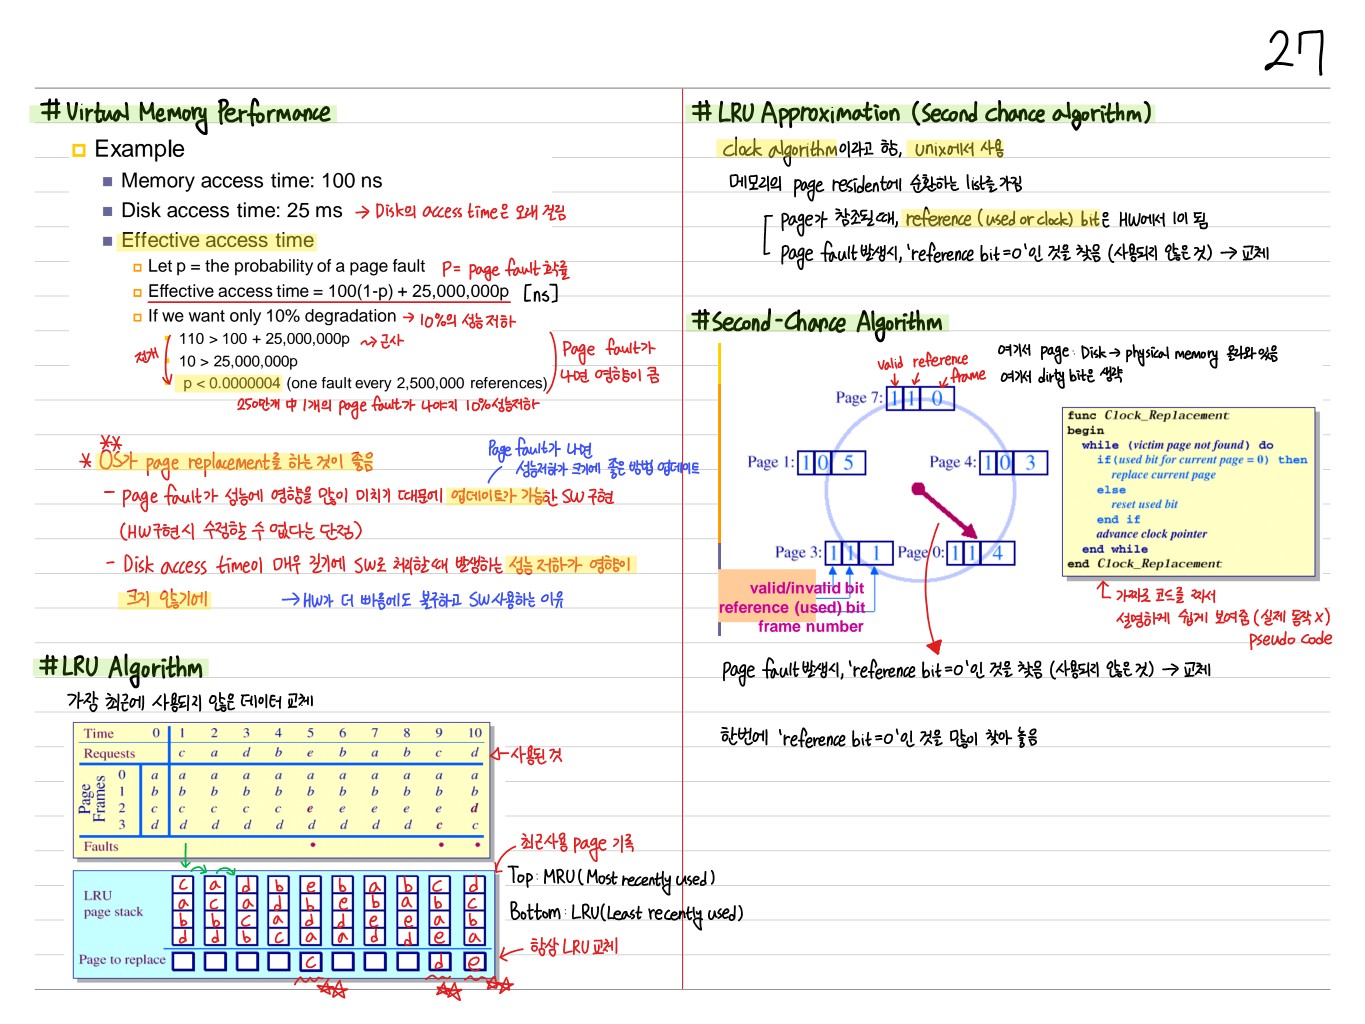 27
# Virtual Memory Performance
Example
Memory access time: 100 ns
Disk access time: 25 ms → Disk의 access time은 오래 걸림
Effective access time
Let p = the probability of a page fault P = page fault 확률
Effective access time = 100(1-p) + 25,000,000p [ns]
If we want only 10% degradation → 10%의 성능저하
110 > 100 + 25,000,000p ~> 근사
전개
10 > 25,000,000p
p < 0.0000004 (one fault every 2,500,000 references)
Page fault가
나면 영향이 큼
250만개 中 1개의 page fault가 나야지 10%성능저하
**
* OS가 page replacement를 하는 것이 좋음
Page fault가 나면
성능저하가 크기에 좋은 방법 업데이트
- page fault가 성능에 영향을 많이 미치기 때문에 업데이트가 가능한 SW 구현
(HW구현시 수정할 수 없다는 단점)
- Disk access time이 매우 길기에 SW로 처리할 때 발생하는 성능 저하가 영향이
크지 않기에 → HW가 더 빠름에도 불구하고 SW사용하는 이유
# LRU Algorithm
가장 최근에 사용되지 않은 데이터 교체
Time 0 1 2 3 4 5 6 7 8 9 10
Requests c a d b e b a b c d
사용된 것
Page Frames
0 a a a a a a a a a a a
1 b b b b b b b b b b b
2 c c c c c e e e e e d
3 d d d d d d d d d c c
Faults • • •
최근사용 page 기록
LRU page stack
c a d b e b a b c d
a c a d b e b a b c
b b c a d d e e a b
d d b c a a d d e a
Top : MRU (Most recently used)
Bottom : LRU (Least recently used)
Page to replace c d e
항상 LRU 교체
# LRU Approximation (Second chance algorithm)
clock algorithm이라고 함, unix에서 사용
메모리의 page resident에 순환하는 list를 가짐
page가 참조될 때, reference (used or clock) bit은 HW에서 1이 됨
page fault 발생시, 'reference bit=0'인 것을 찾음 (사용되지 않은 것) → 교체
# Second-Chance Algorithm
여기서 page : Disk → physical memory 올라와 있음
여기서 dirty bit은 생략
valid reference
frame
Page 7: 1 1 0
Page 1: 1 0 5
Page 4: 1 0 3
Page 3: 1 1 1
Page 0: 1 1 4
valid/invalid bit
reference (used) bit
frame number
func Clock_Replacement
begin
while (victim page not found) do
if(used bit for current page = 0) then
replace current page
else
reset used bit
end if
advance clock pointer
end while
end Clock_Replacement
가짜로 코드를 짜서
설명하게 쉽게 보여줌 (실제 동작 X)
pseudo code
page fault 발생시, 'reference bit=0'인 것을 찾음 (사용되지 않은 것) → 교체
한번에 'reference bit=0'인 것을 많이 찾아 놓음